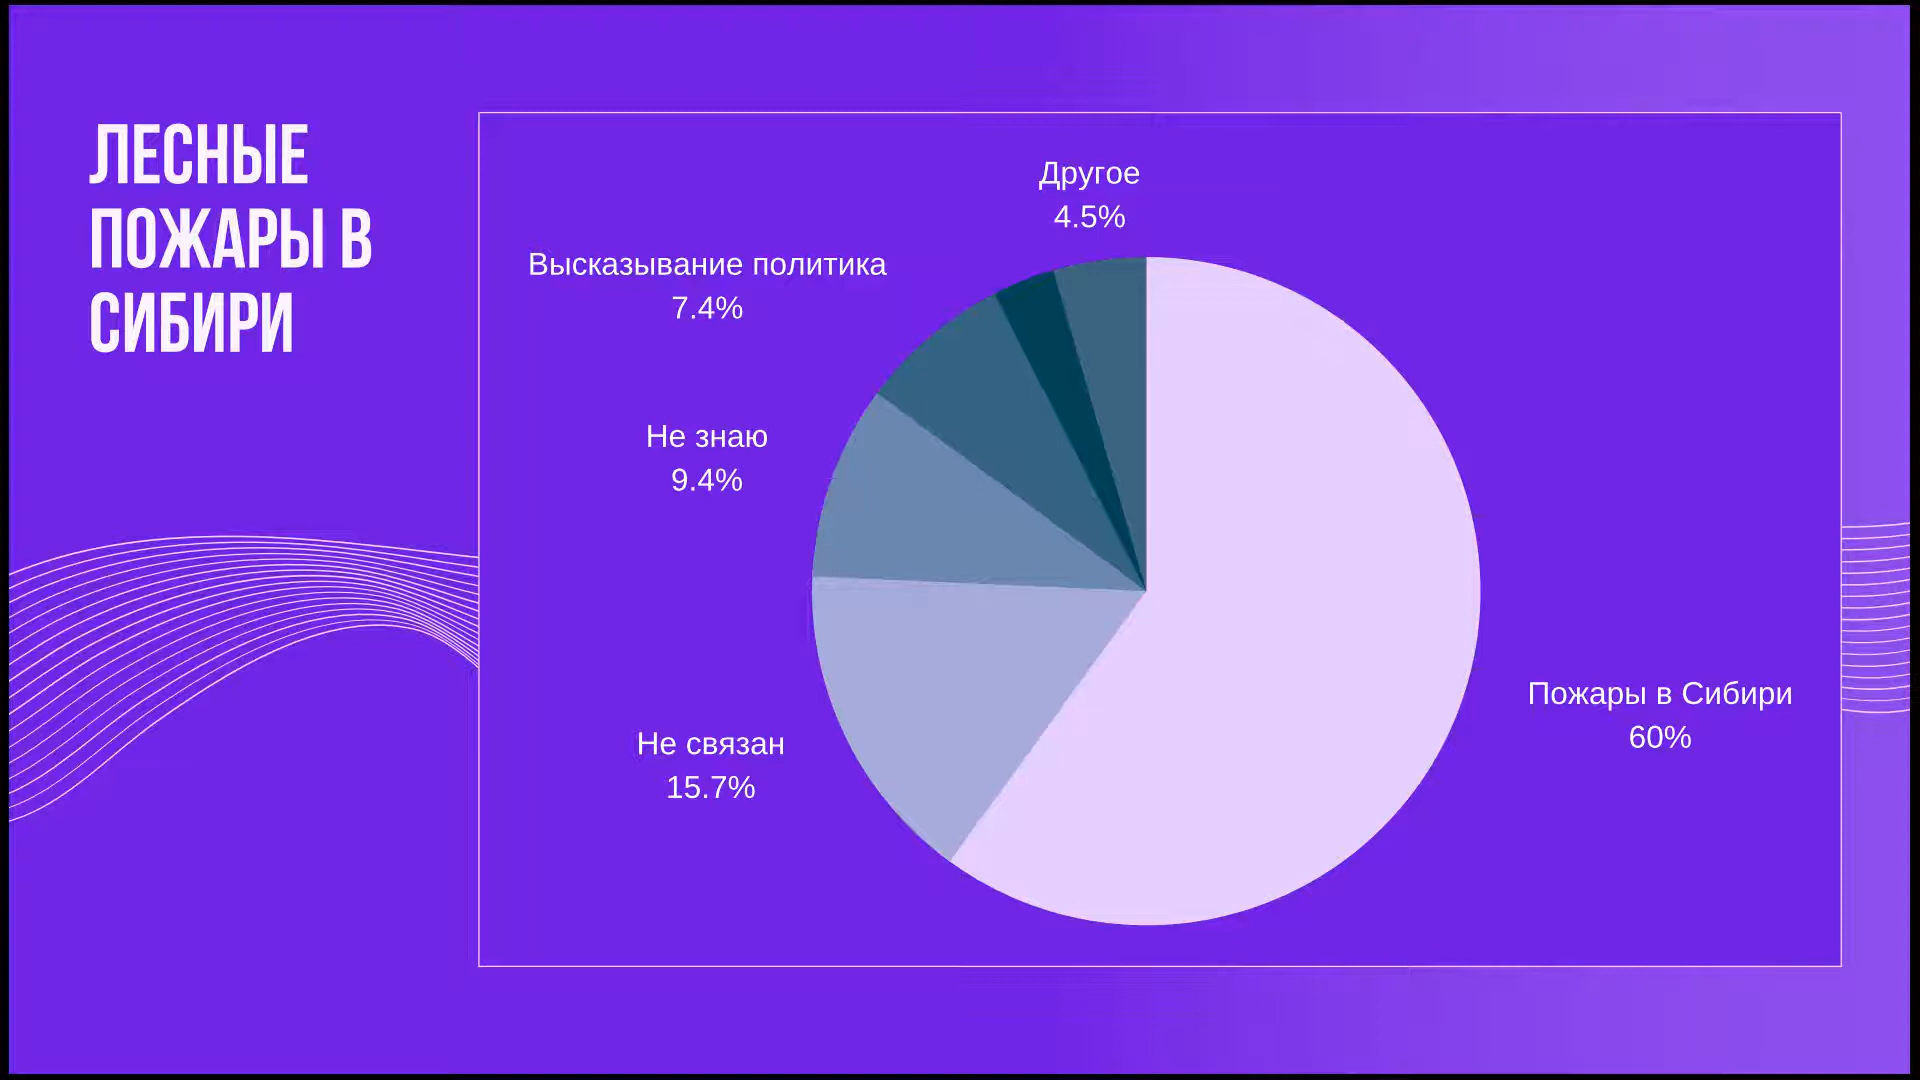 ЛЕСНЫЕ
ПОЖАРЫ В
СИБИРИ
Другое
4.5%
Высказывание политика
7.4%
Не знаю
9.4%
Не связан
15.7%
Пожары в Сибири
60%